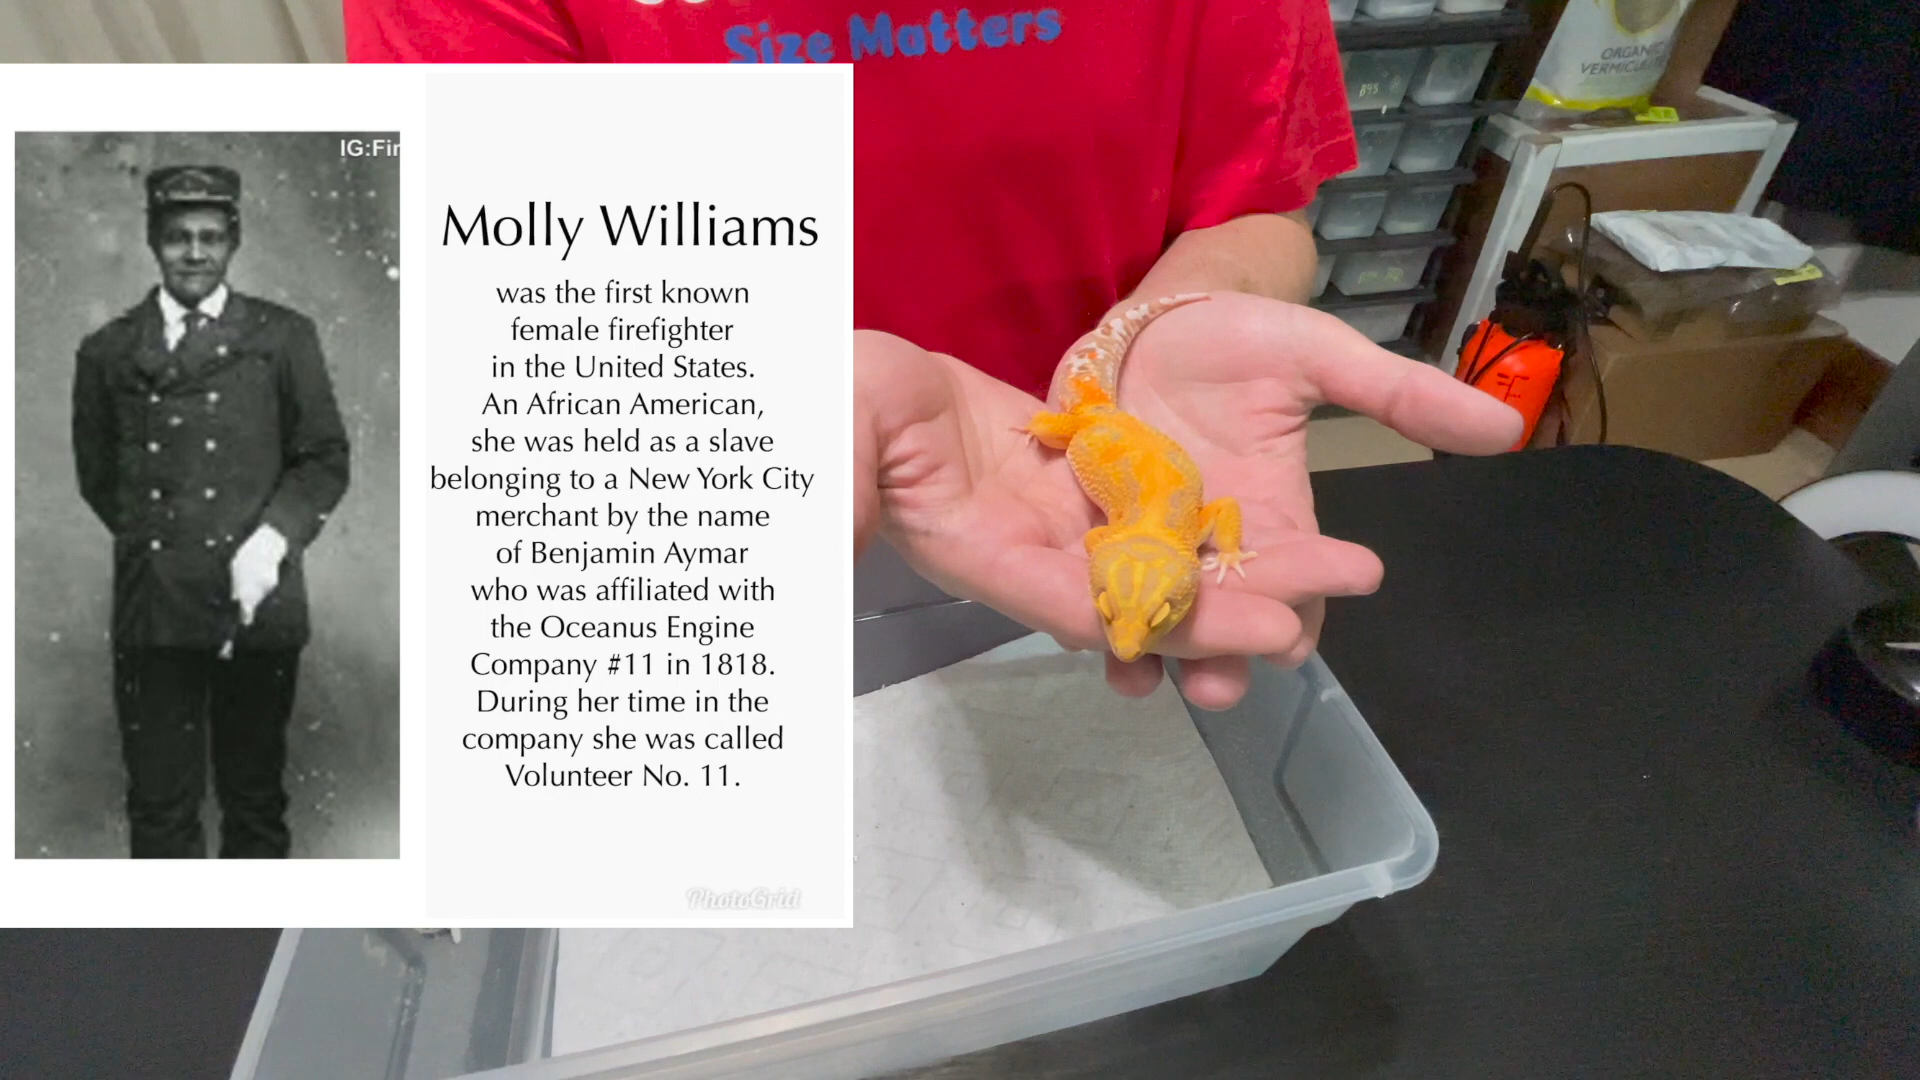 Size Matters
ORGANIC
VERMICULITE
B93
IG:Fir
Molly Williams
was the first known
female firefighter
in the United States.
An African American,
she was held as a slave
belonging to a New York City
merchant by the name
of Benjamin Aymar
who was affiliated with
the Oceanus Engine
Company #11 in 1818.
During her time in the
company she was called
Volunteer No. 11.
PhotoGrid